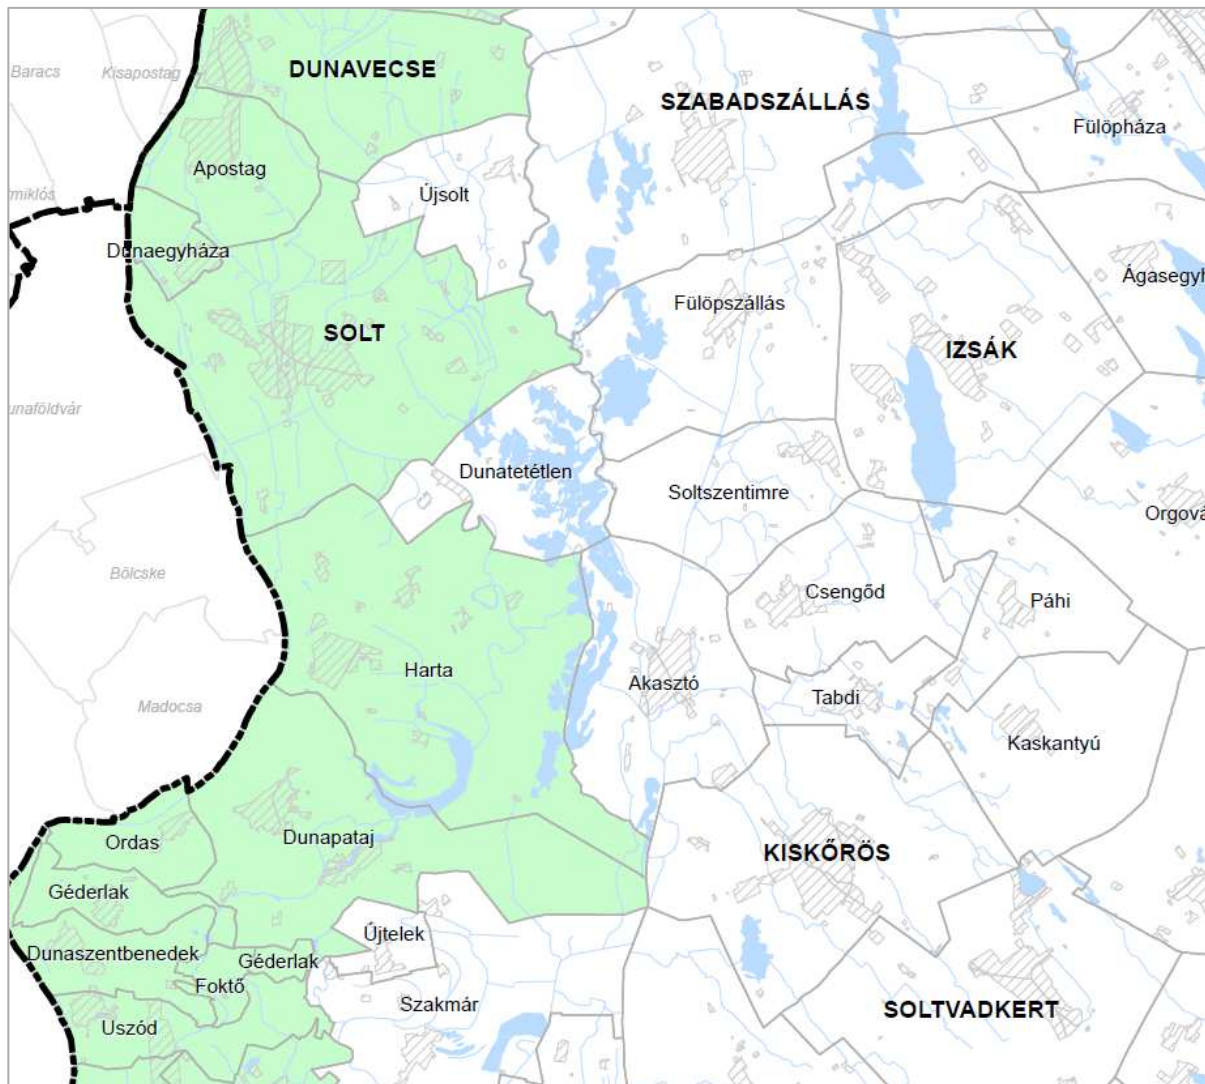 DUNAVECSE
Baracs
Kisapostag
SZABADSZÁLLÁS
Fülöpháza
Apostag
Újsolt
miklós
Dunaegyháza
Ágasegyh
Fülöpszállás
SOLT
IZSÁK
unaföldvár
Dunatetétlen
Soltszentimre
Orgová
Bölcske
Csengőd
Páhi
Harta
Akasztó
Tabdi
Madocsa
Kaskantyú
Dunapataj
Ordas
KISKŐRÖS
Géderlak
Újtelek
Dunaszentbenedek
Géderlak
Foktő
Szakmár
SOLTVADKERT
Uszód